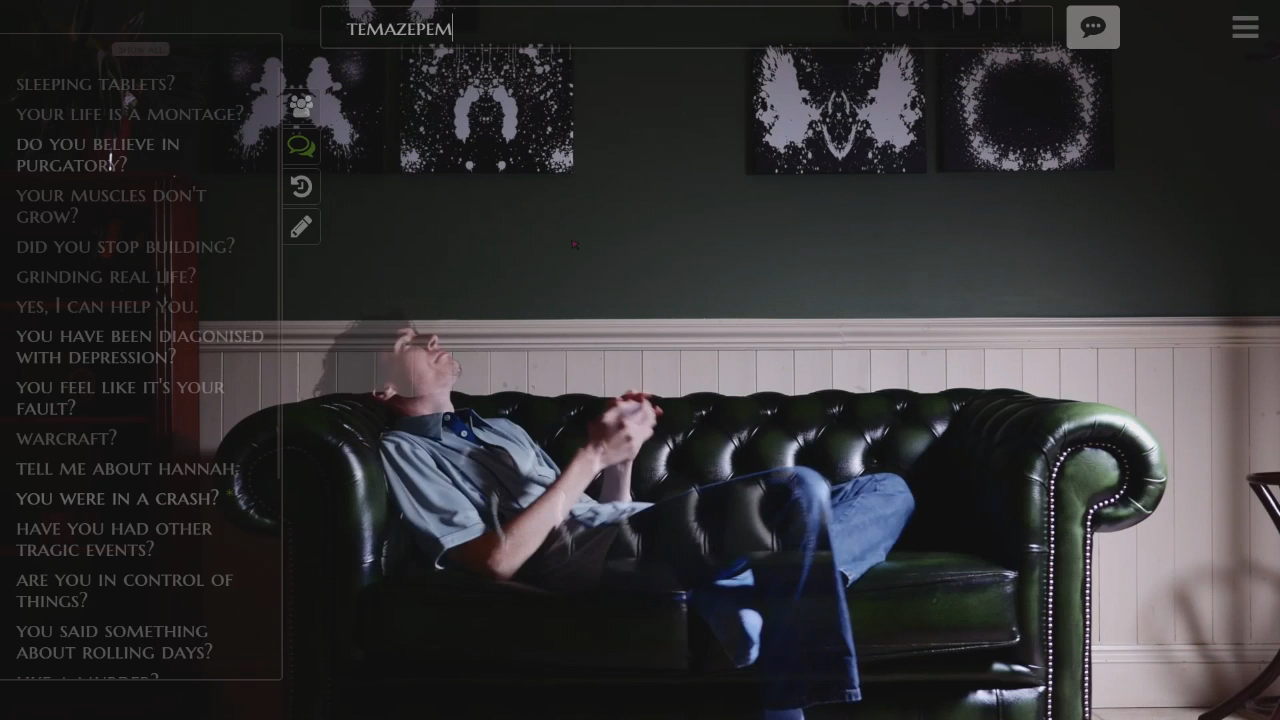 TEMAZEPEM
SHOW ALL
SLEEPING TABLETS?
YOUR LIFE IS A MONTAGE?
DO YOU BELIEVE IN
PURGATORY?
YOUR MUSCLES DON'T
GROW?
DID YOU STOP BUILDING?
GRINDING REAL LIFE?
YES, I CAN HELP YOU.
YOU HAVE BEEN DIAGONISED
WITH DEPRESSION?
YOU FEEL LIKE IT'S YOUR
FAULT?
WARCRAFT?
TELL ME ABOUT HANNAH.
YOU WERE IN A CRASH? *
HAVE YOU HAD OTHER
TRAGIC EVENTS?
ARE YOU IN CONTROL OF
THINGS?
YOU SAID SOMETHING
ABOUT ROLLING DAYS?